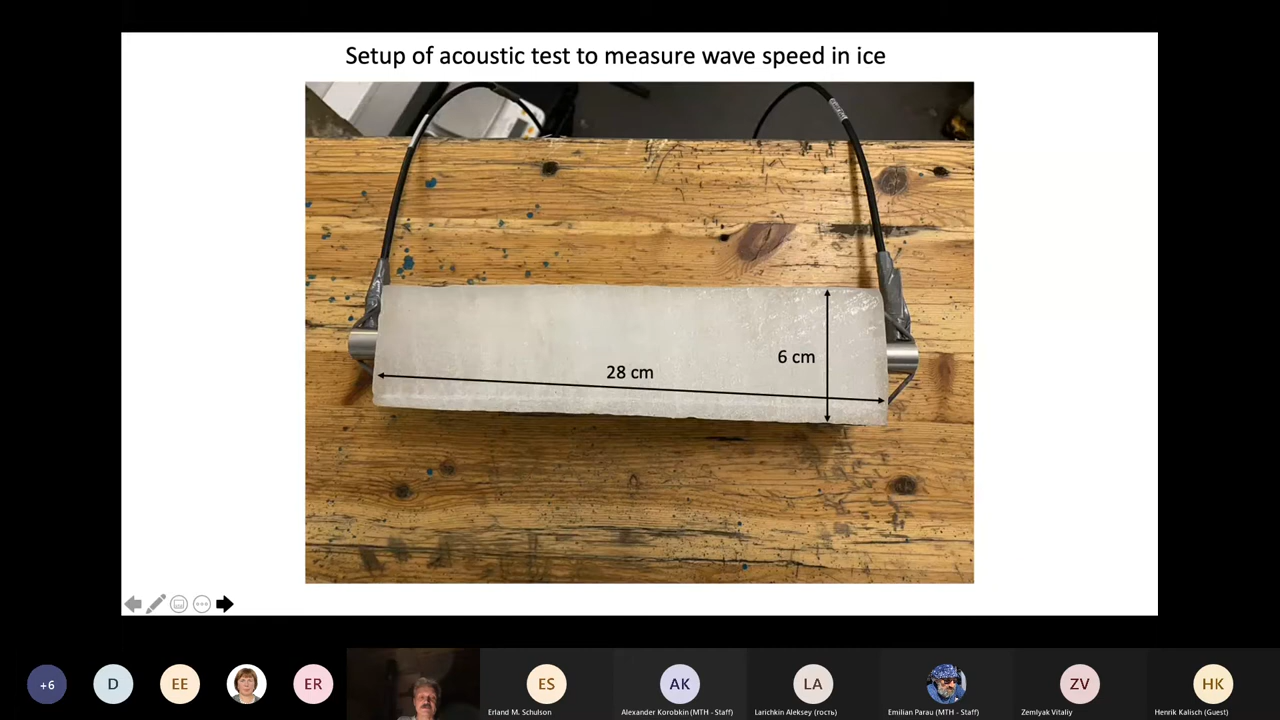 Setup of acoustic test to measure wave speed in ice
6 cm
28 cm
+6
D
EE
ER
ES
AK
LA
ZV
HK
Erland M. Schulson
Alexander Korobkin (MTH - Staff)
Larichkin Aleksey (гость)
Emilian Parau (MTH - Staff)
Zemlyak Vitaliy
Henrik Kalisch (Guest)